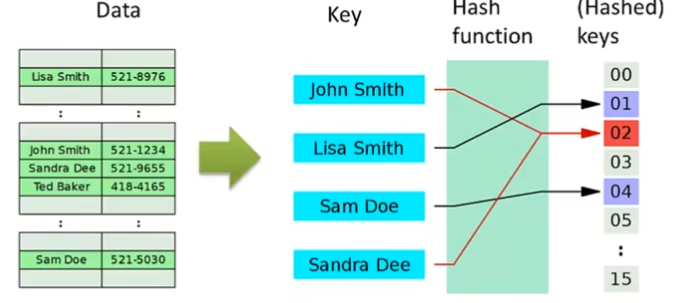 Data
Lisa Smith 521-8976
:
:
John Smith 521-1234
Sandra Dee 521-9655
Ted Baker 418-4165
:
:
Sam Doe 521-5030
Key
John Smith
Lisa Smith
Sam Doe
Sandra Dee
Hash
function
(Hashed)
keys
00
01
02
03
04
05
:
15